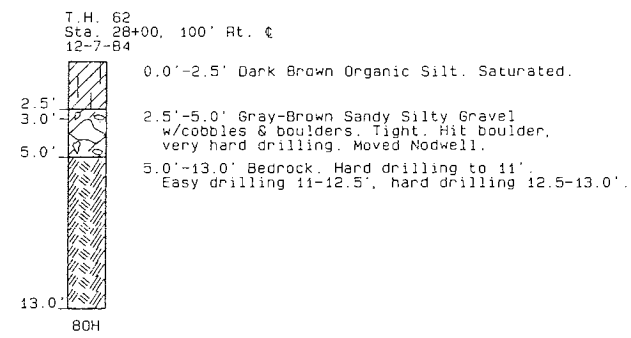 T.H. 62
Sta. 28+00, 100' Rt. ℄
12-7-84
0.0'-2.5' Dark Brown Organic Silt. Saturated.
2.5'
3.0'
2.5'-5.0' Gray-Brown Sandy Silty Gravel
w/cobbles & boulders. Tight. Hit boulder,
very hard drilling. Moved Nodwell.
5.0'
5.0'-13.0' Bedrock. Hard drilling to 11'.
Easy drilling 11-12.5', hard drilling 12.5-13.0'.
13.0'
BOH